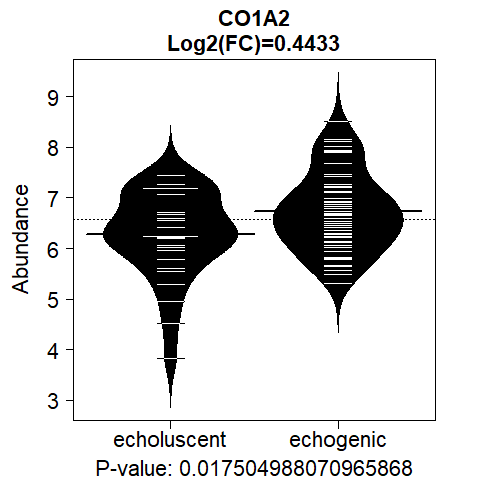 CO1A2
Log2(FC)=0.4433
9
8
7
6
5
4
3
Abundance
echoluscent echogenic
P-value: 0.017504988070965868